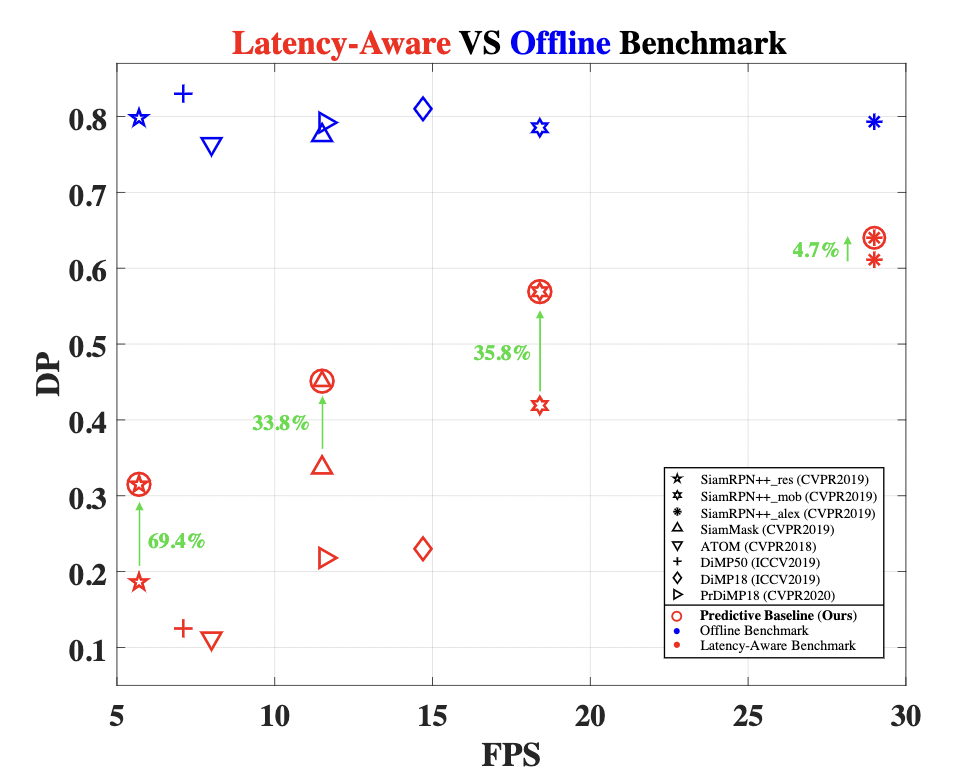 Latency-Aware VS Offline Benchmark
0.8
0.7
0.6
0.5
0.4
0.3
0.2
0.1
DP
4.7%
35.8%
33.8%
69.4%
SiamRPN++_res (CVPR2019)
SiamRPN++_mob (CVPR2019)
SiamRPN++_alex (CVPR2019)
SiamMask (CVPR2019)
ATOM (CVPR2018)
DiMP50 (ICCV2019)
DiMP18 (ICCV2019)
PrDiMP18 (CVPR2020)
Predictive Baseline (Ours)
Offline Benchmark
Latency-Aware Benchmark
5 10 15 20 25 30
FPS